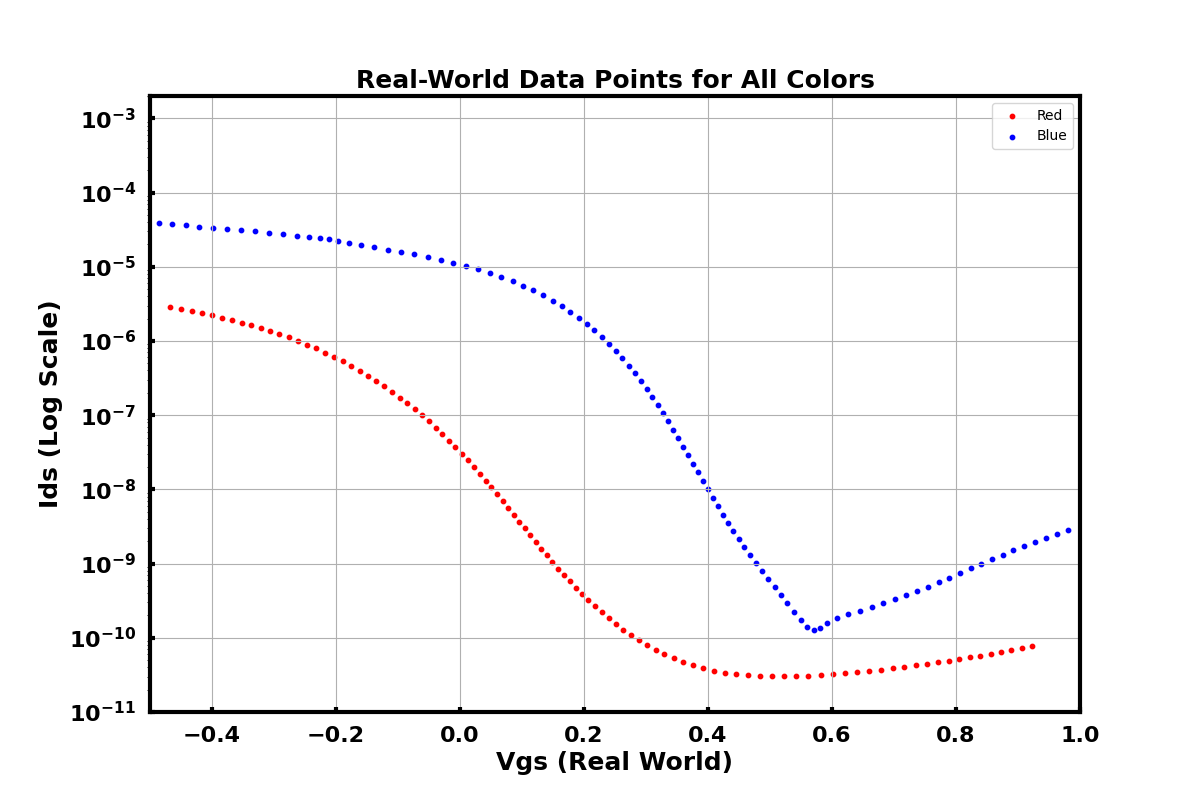 Real-World Data Points for All Colors
Red
Blue
Ids (Log Scale)
10⁻³
10⁻⁴
10⁻⁵
10⁻⁶
10⁻⁷
10⁻⁸
10⁻⁹
10⁻¹⁰
10⁻¹¹
−0.4 −0.2 0.0 0.2 0.4 0.6 0.8 1.0
Vgs (Real World)